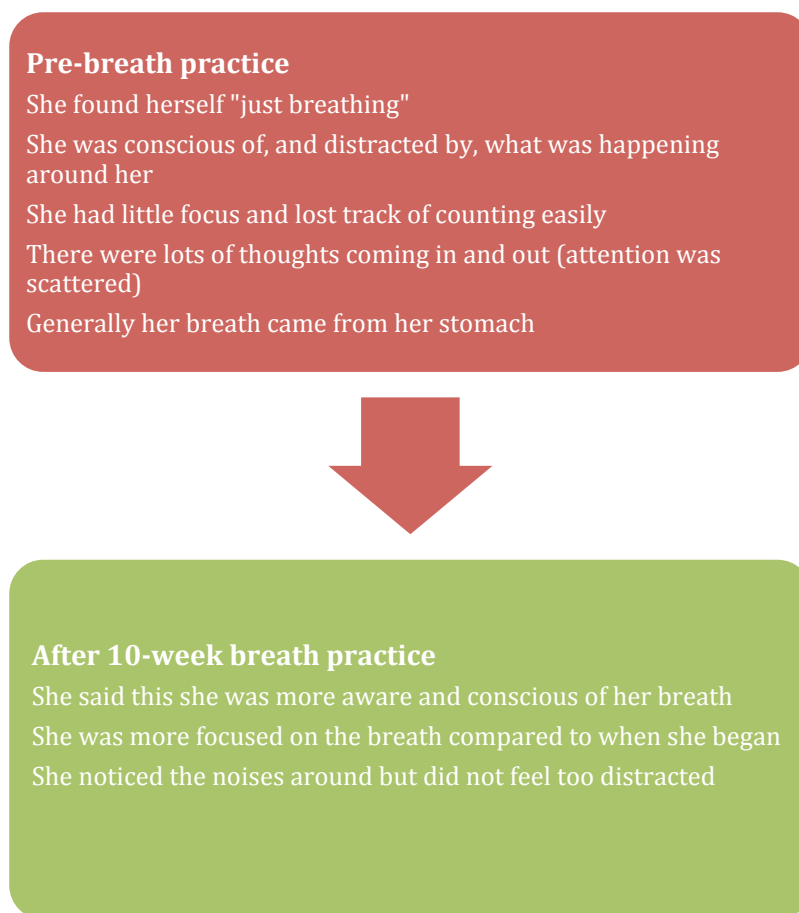 Pre-breath practice
She found herself "just breathing"
She was conscious of, and distracted by, what was happening
around her
She had little focus and lost track of counting easily
There were lots of thoughts coming in and out (attention was
scattered)
Generally her breath came from her stomach
After 10-week breath practice
She said this she was more aware and conscious of her breath
She was more focused on the breath compared to when she began
She noticed the noises around but did not feel too distracted